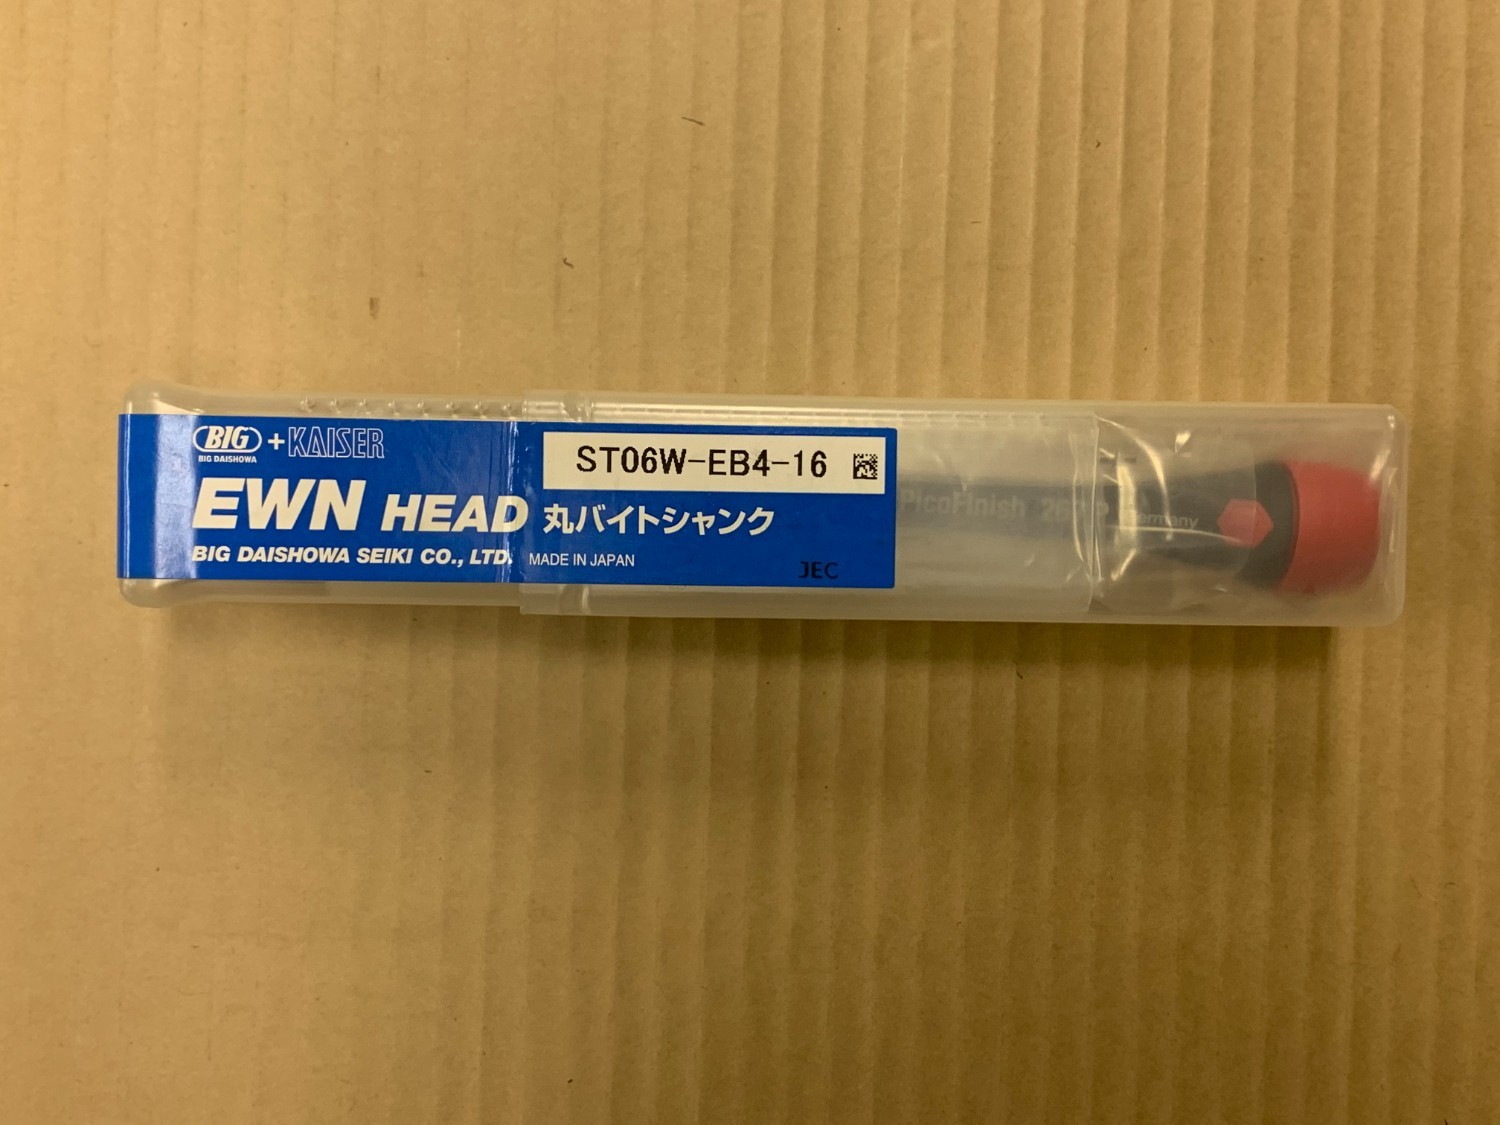 BIG
BIG DAISHOWA
+KAISER
ST06W-EB4-16
EWN HEAD
丸バイトシャンク
BIG DAISHOWA SEIKI CO., LTD.
MADE IN JAPAN
JEC
PicoFinish
Germany